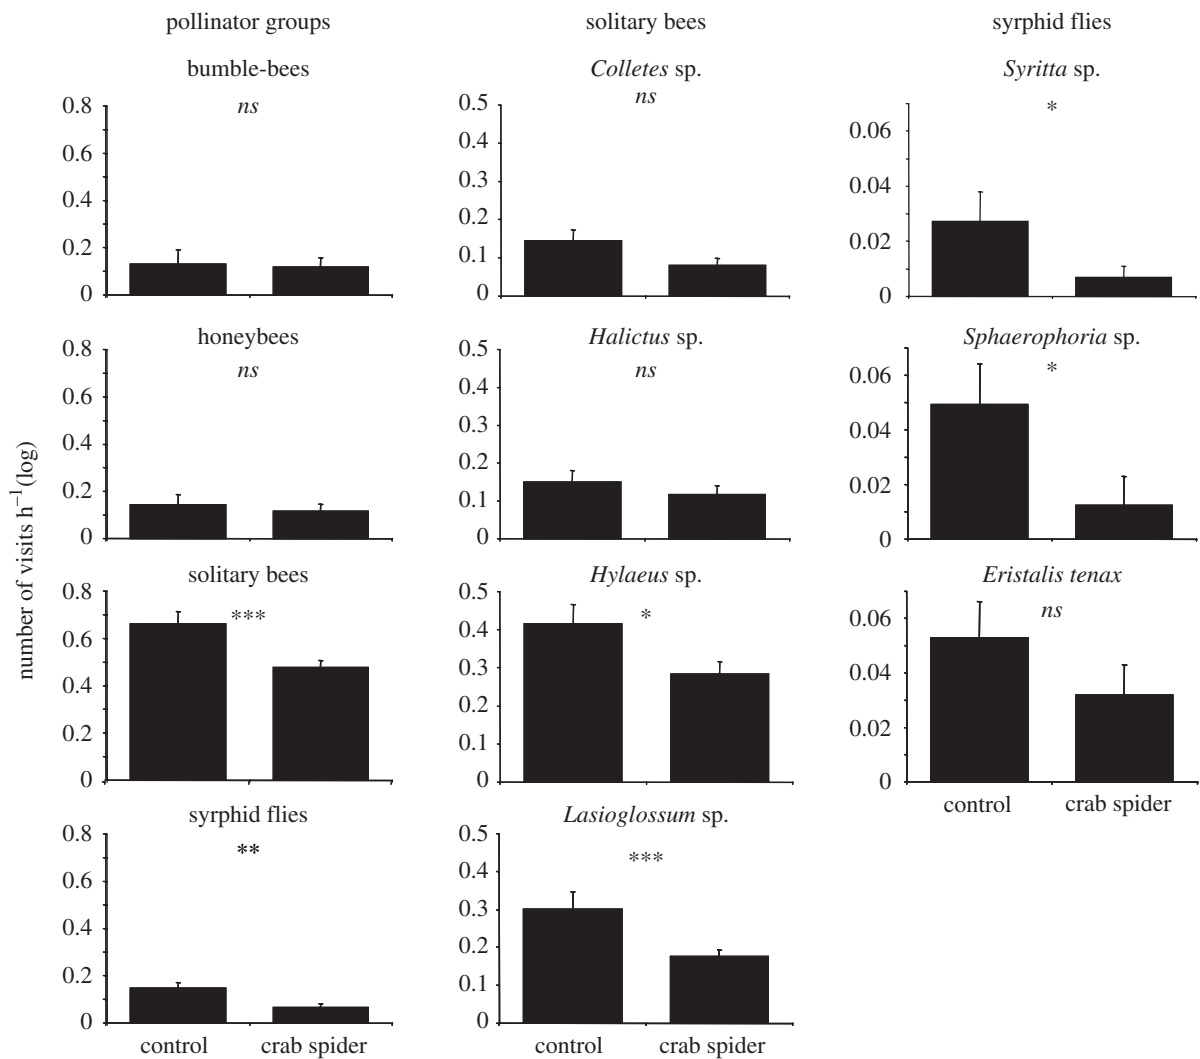 pollinator groups
solitary bees
syrphid flies
bumble-bees
ns
0.8
0.6
0.4
0.2
0
Colletes sp.
ns
0.5
0.4
0.3
0.2
0.1
0
Syritta sp.
*
0.06
0.04
0.02
0
number of visits h⁻¹(log)
honeybees
ns
0.8
0.6
0.4
0.2
0
Halictus sp.
ns
0.5
0.4
0.3
0.2
0.1
0
Sphaerophoria sp.
*
0.06
0.04
0.02
0
solitary bees
***
0.8
0.6
0.4
0.2
0
Hylaeus sp.
*
0.5
0.4
0.3
0.2
0.1
0
Eristalis tenax
ns
0.06
0.04
0.02
0
control crab spider
syrphid flies
**
0.8
0.6
0.4
0.2
0
control crab spider
Lasioglossum sp.
***
0.5
0.4
0.3
0.2
0.1
0
control crab spider